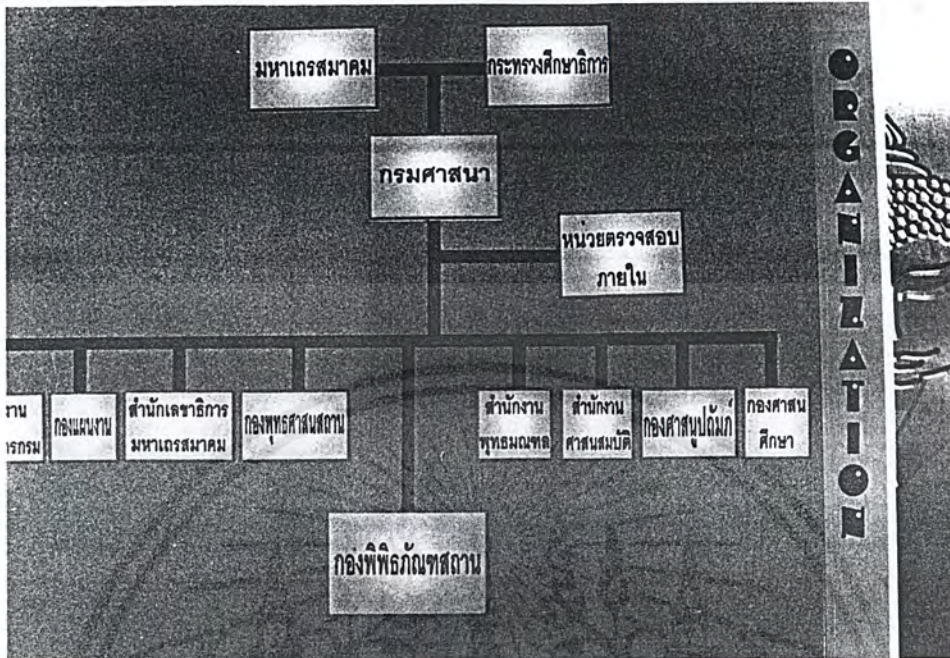 มหาเถรสมาคม
กระทรวงศึกษาธิการ
กรมศาสนา
หน่วยตรวจสอบ
ภายใน
งาน
กรม
กองแผนงาน
สำนักเลขาธิการ
มหาเถรสมาคม
กองพุทธศาสนสถาน
สำนักงาน
พุทธมณฑล
สำนักงาน
ศาสนสมบัติ
กองศาสนูปถัมภ์
กองศาสน
ศึกษา
กองพิพิธภัณฑสถาน
ORGANIZATION